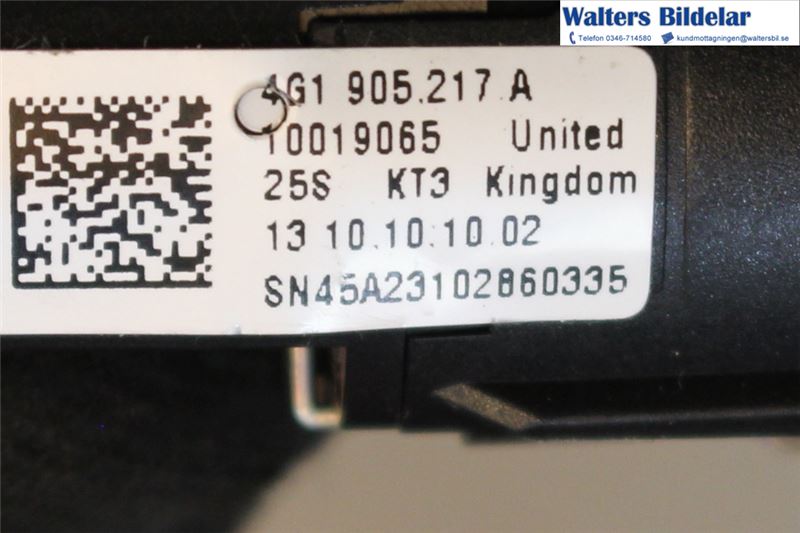 Walters Bildelar
Telefon 0346-714580 kundmottagningen@waltersbil.se
4G1 905.217 A
10019065 United
25S KT3 Kingdom
13 10.10.10.02
SN45A23102860335